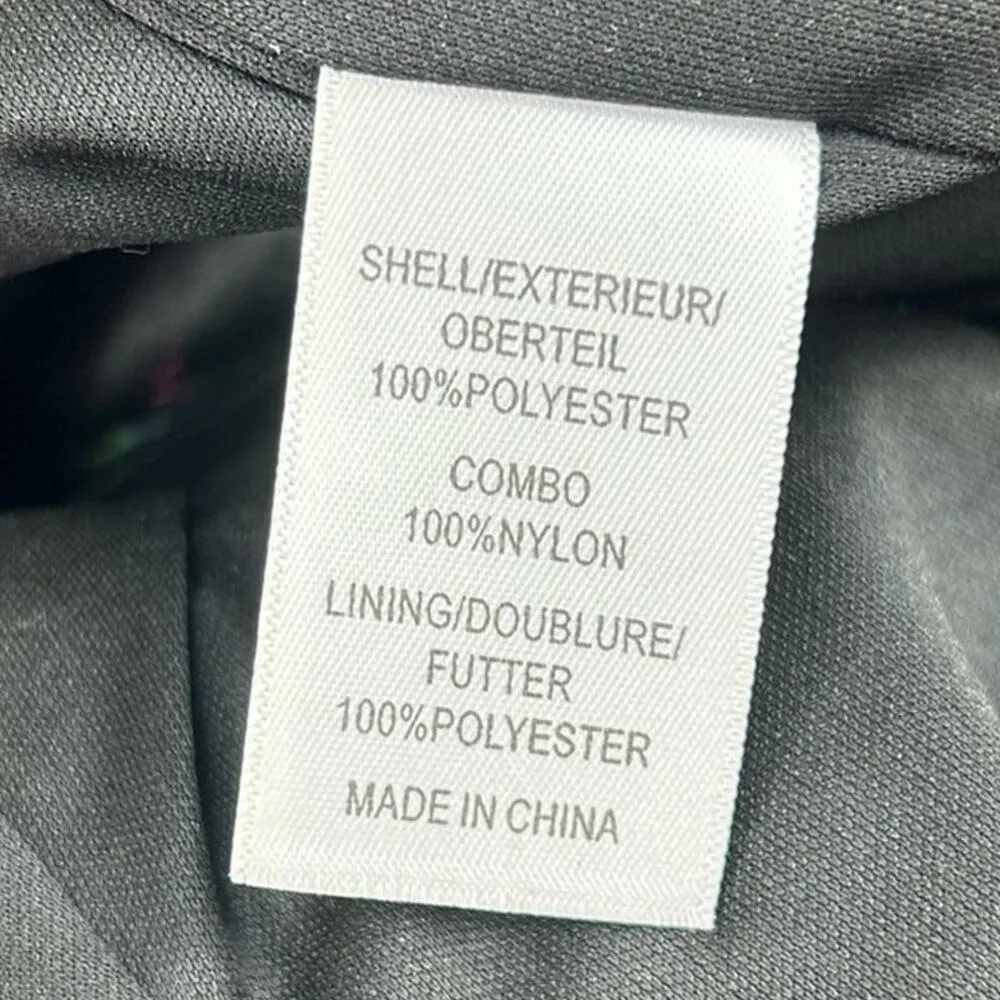 SHELL/EXTERIEUR/
OBERTEIL
100%POLYESTER
COMBO
100%NYLON
LINING/DOUBLURE/
FUTTER
100%POLYESTER
MADE IN CHINA